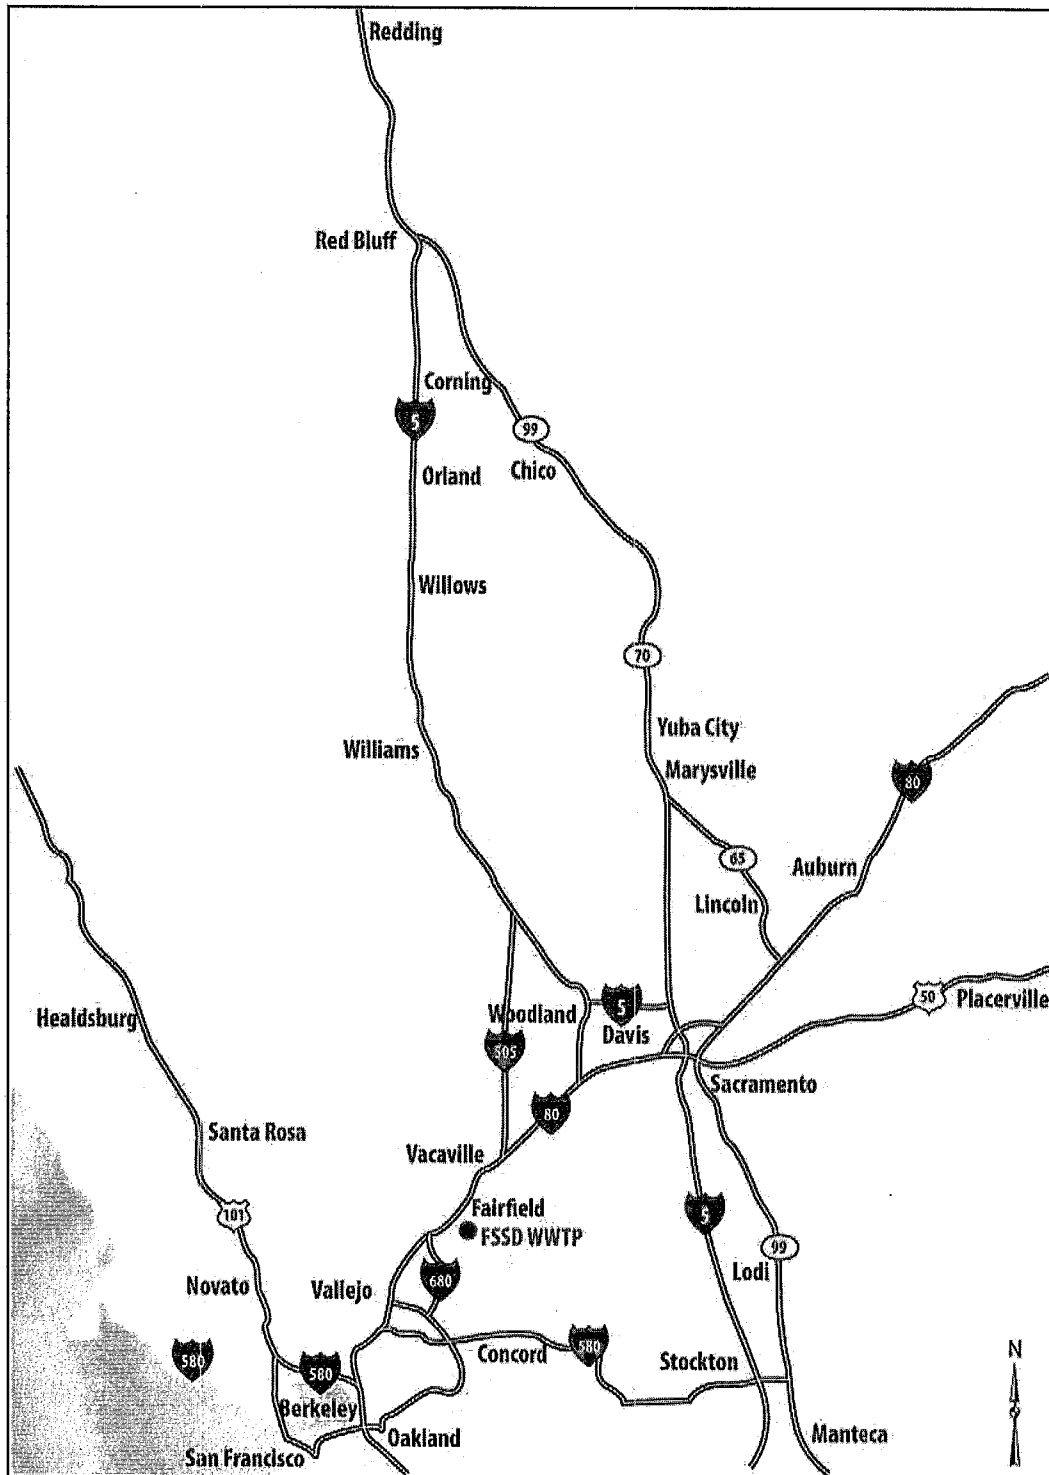 Redding
Red Bluff
Corning
5
99
Chico
Orland
Willows
70
Yuba City
Williams
Marysville
80
65
Auburn
Lincoln
Healdsburg
Woodland
5
50
Placerville
Davis
505
Sacramento
80
Santa Rosa
Vacaville
Fairfield
FSSD WWTP
101
5
99
Lodi
Novato
Vallejo
680
580
580
Concord
580
Stockton
N
Berkeley
Oakland
Manteca
San Francisco